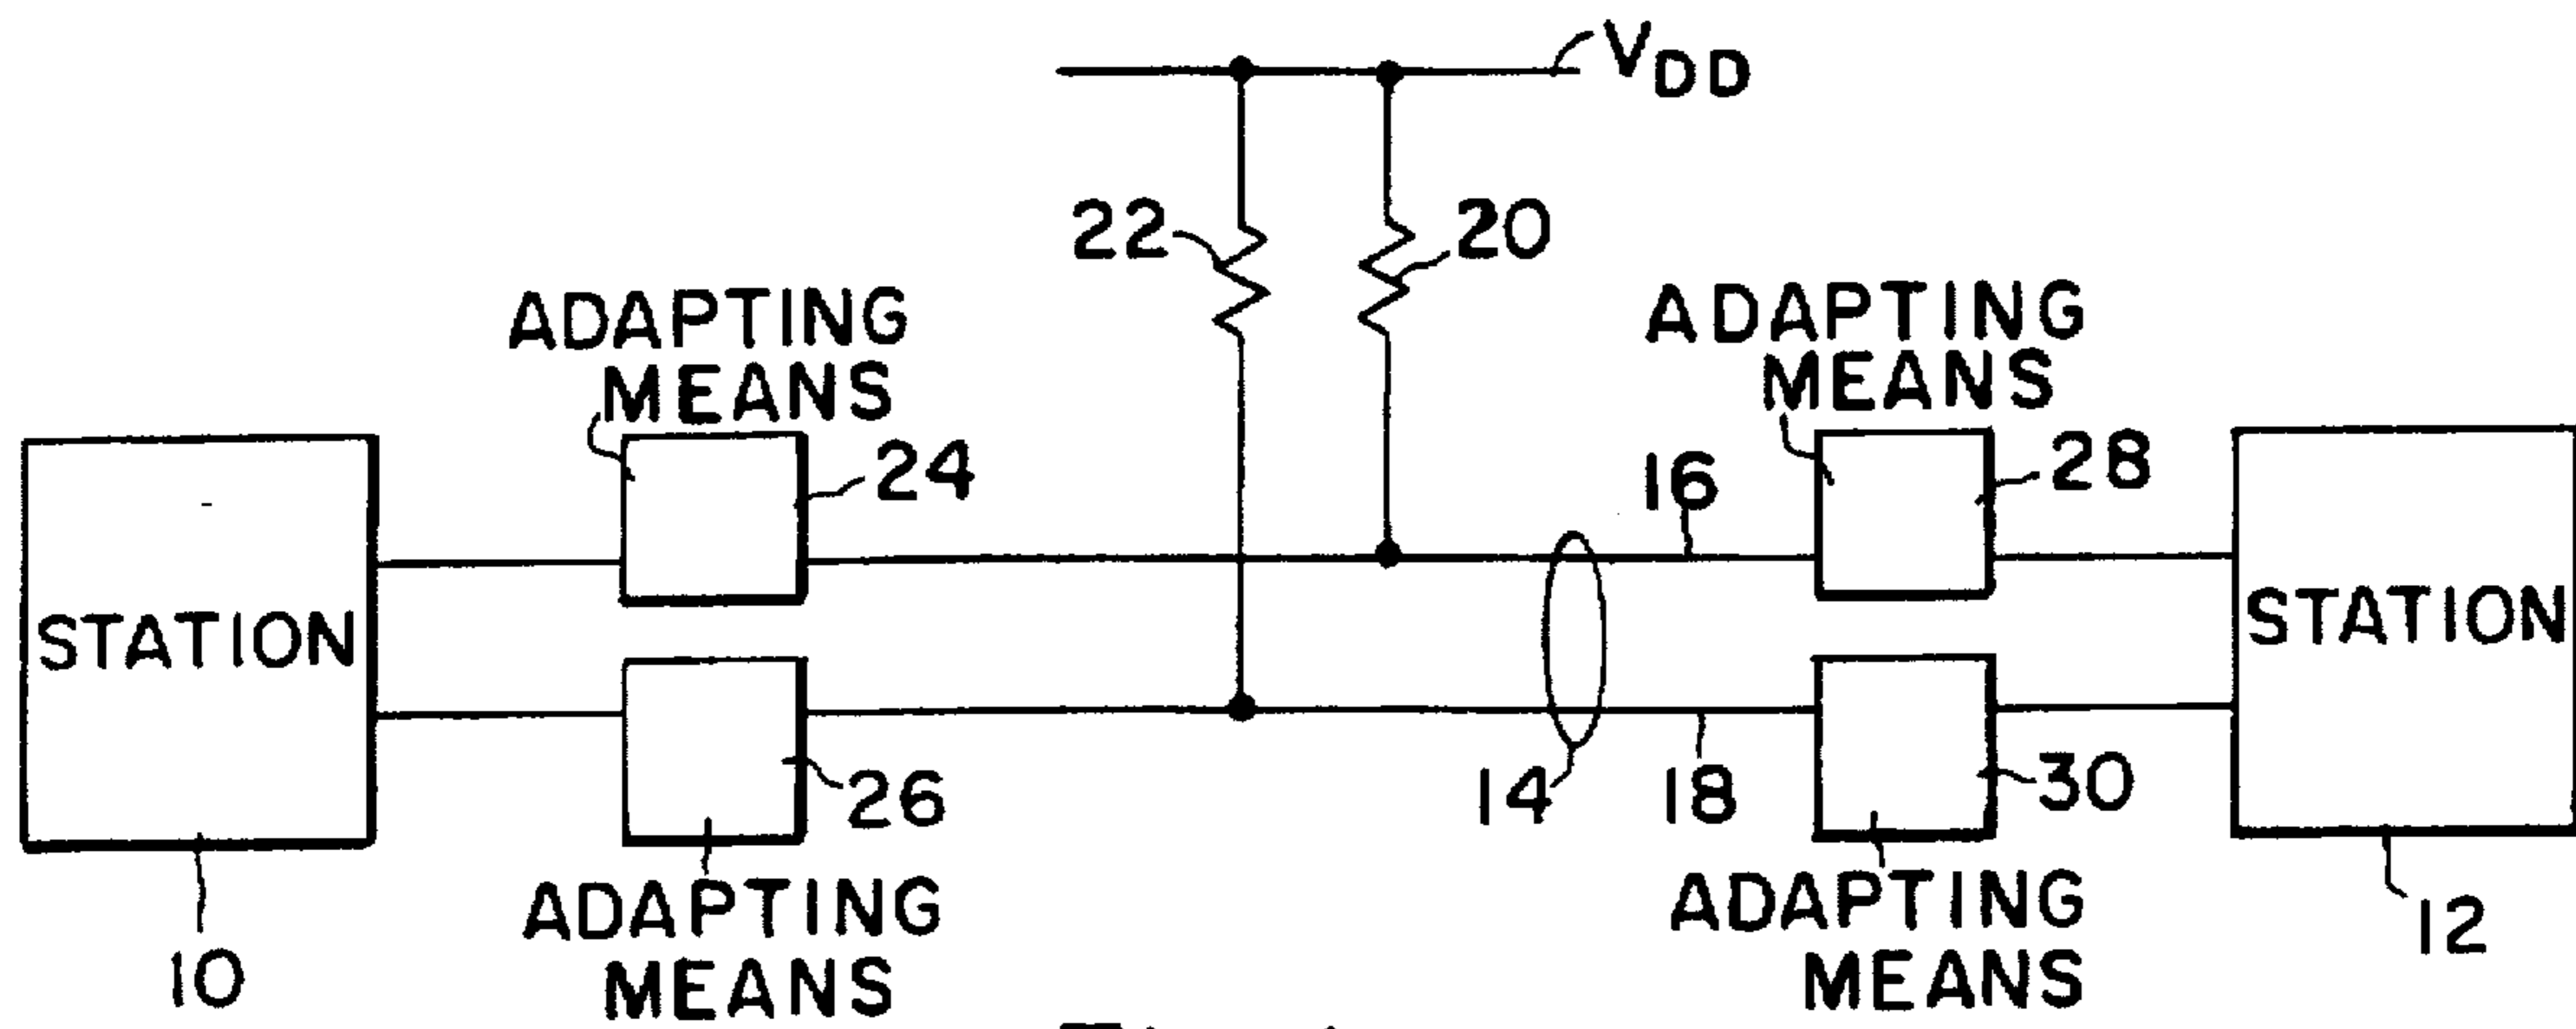 VDD
22
20
ADAPTING
MEANS
ADAPTING
MEANS
24
16
28
STATION
STATION
26
14
18
30
ADAPTING
MEANS
ADAPTING
MEANS
10
12